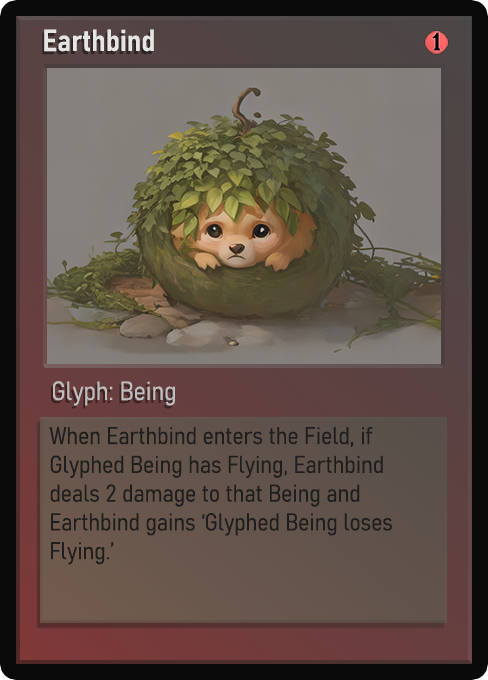 Earthbind
1
Glyph: Being
When Earthbind enters the Field, if
Glyphed Being has Flying, Earthbind
deals 2 damage to that Being and
Earthbind gains ‘Glyphed Being loses
Flying.’